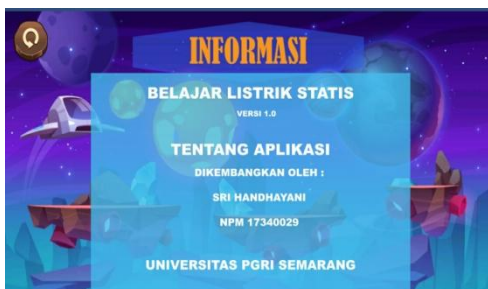 INFORMASI
BELAJAR LISTRIK STATIS
VERSI 1.0
TENTANG APLIKASI
DIKEMBANGKAN OLEH :
SRI HANDHAYANI
NPM 17340029
UNIVERSITAS PGRI SEMARANG